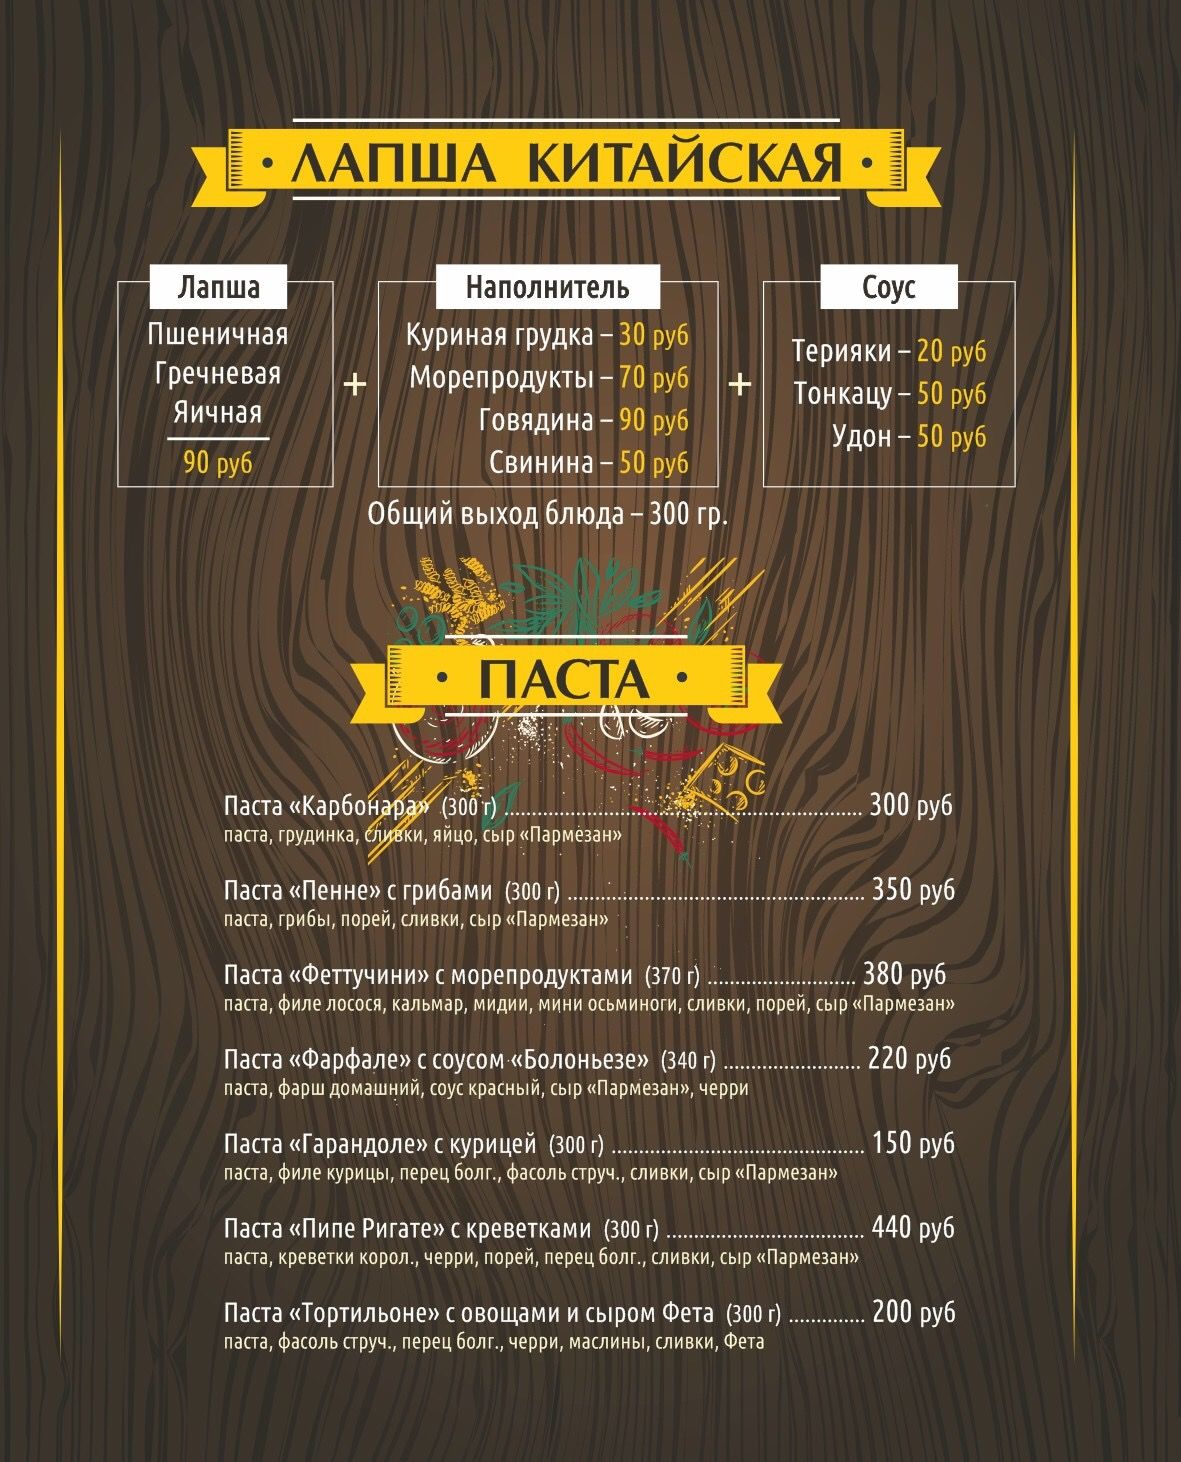 • ЛАПША КИТАЙСКАЯ •
Лапша
Пшеничная
Гречневая
Яичная
90 руб
+
Наполнитель
Куриная грудка – 30 руб
Морепродукты – 70 руб
Говядина – 90 руб
Свинина – 50 руб
+
Соус
Терияки – 20 руб
Тонкацу – 50 руб
Удон – 50 руб
Общий выход блюда – 300 гр.
• ПАСТА •
Паста «Карбонара» (300 г) ........ 300 руб
паста, грудинка, сливки, яйцо, сыр «Пармезан»
Паста «Пенне» с грибами (300 г) ........ 350 руб
паста, грибы, порей, сливки, сыр «Пармезан»
Паста «Феттучини» с морепродуктами (370 г) ........ 380 руб
паста, филе лосося, кальмар, мидии, мини осьминоги, сливки, порей, сыр «Пармезан»
Паста «Фарфале» с соусом «Болоньезе» (340 г) ........ 220 руб
паста, фарш домашний, соус красный, сыр «Пармезан», черри
Паста «Гарандоле» с курицей (300 г) ........ 150 руб
паста, филе курицы, перец болг., фасоль струч., сливки, сыр «Пармезан»
Паста «Пипе Ригате» с креветками (300 г) ........ 440 руб
паста, креветки корол., черри, порей, перец болг., сливки, сыр «Пармезан»
Паста «Тортильоне» с овощами и сыром Фета (300 г) ........ 200 руб
паста, фасоль струч., перец болг., черри, маслины, сливки, Фета